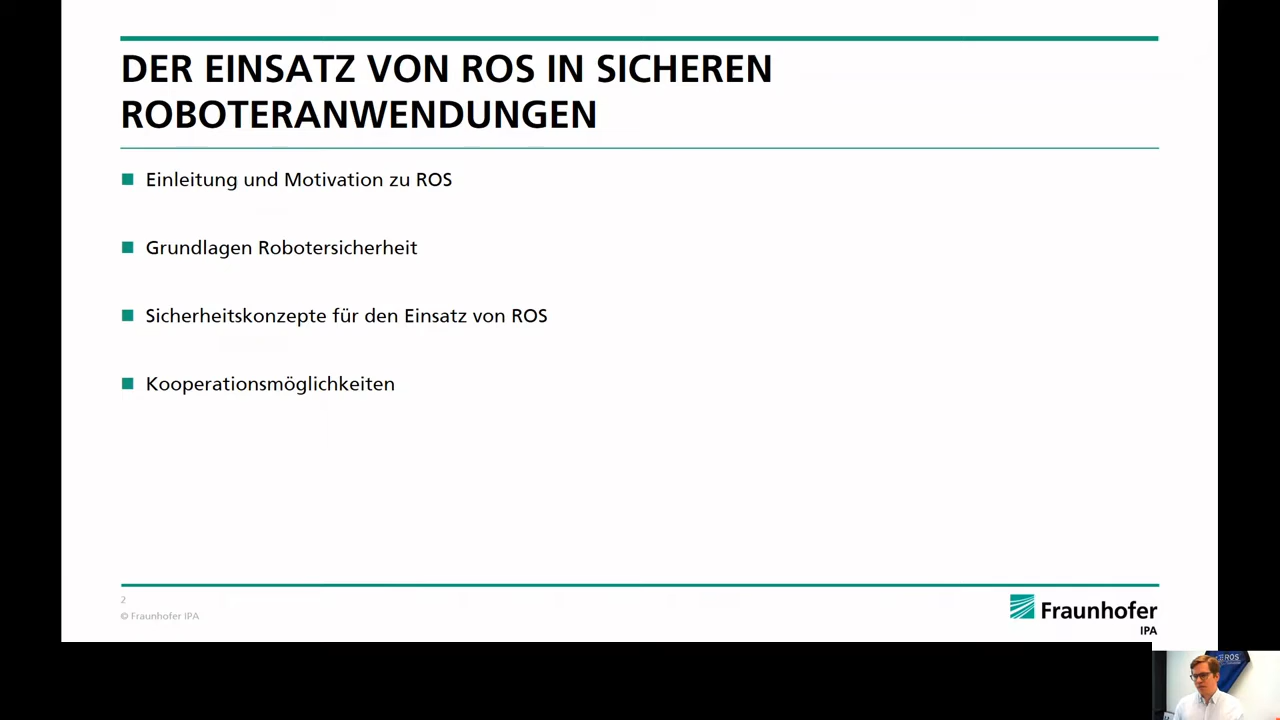 DER EINSATZ VON ROS IN SICHEREN
ROBOTERANWENDUNGEN
Einleitung und Motivation zu ROS
Grundlagen Robotersicherheit
Sicherheitskonzepte für den Einsatz von ROS
Kooperationsmöglichkeiten
2
© Fraunhofer IPA
Fraunhofer
IPA
ROS